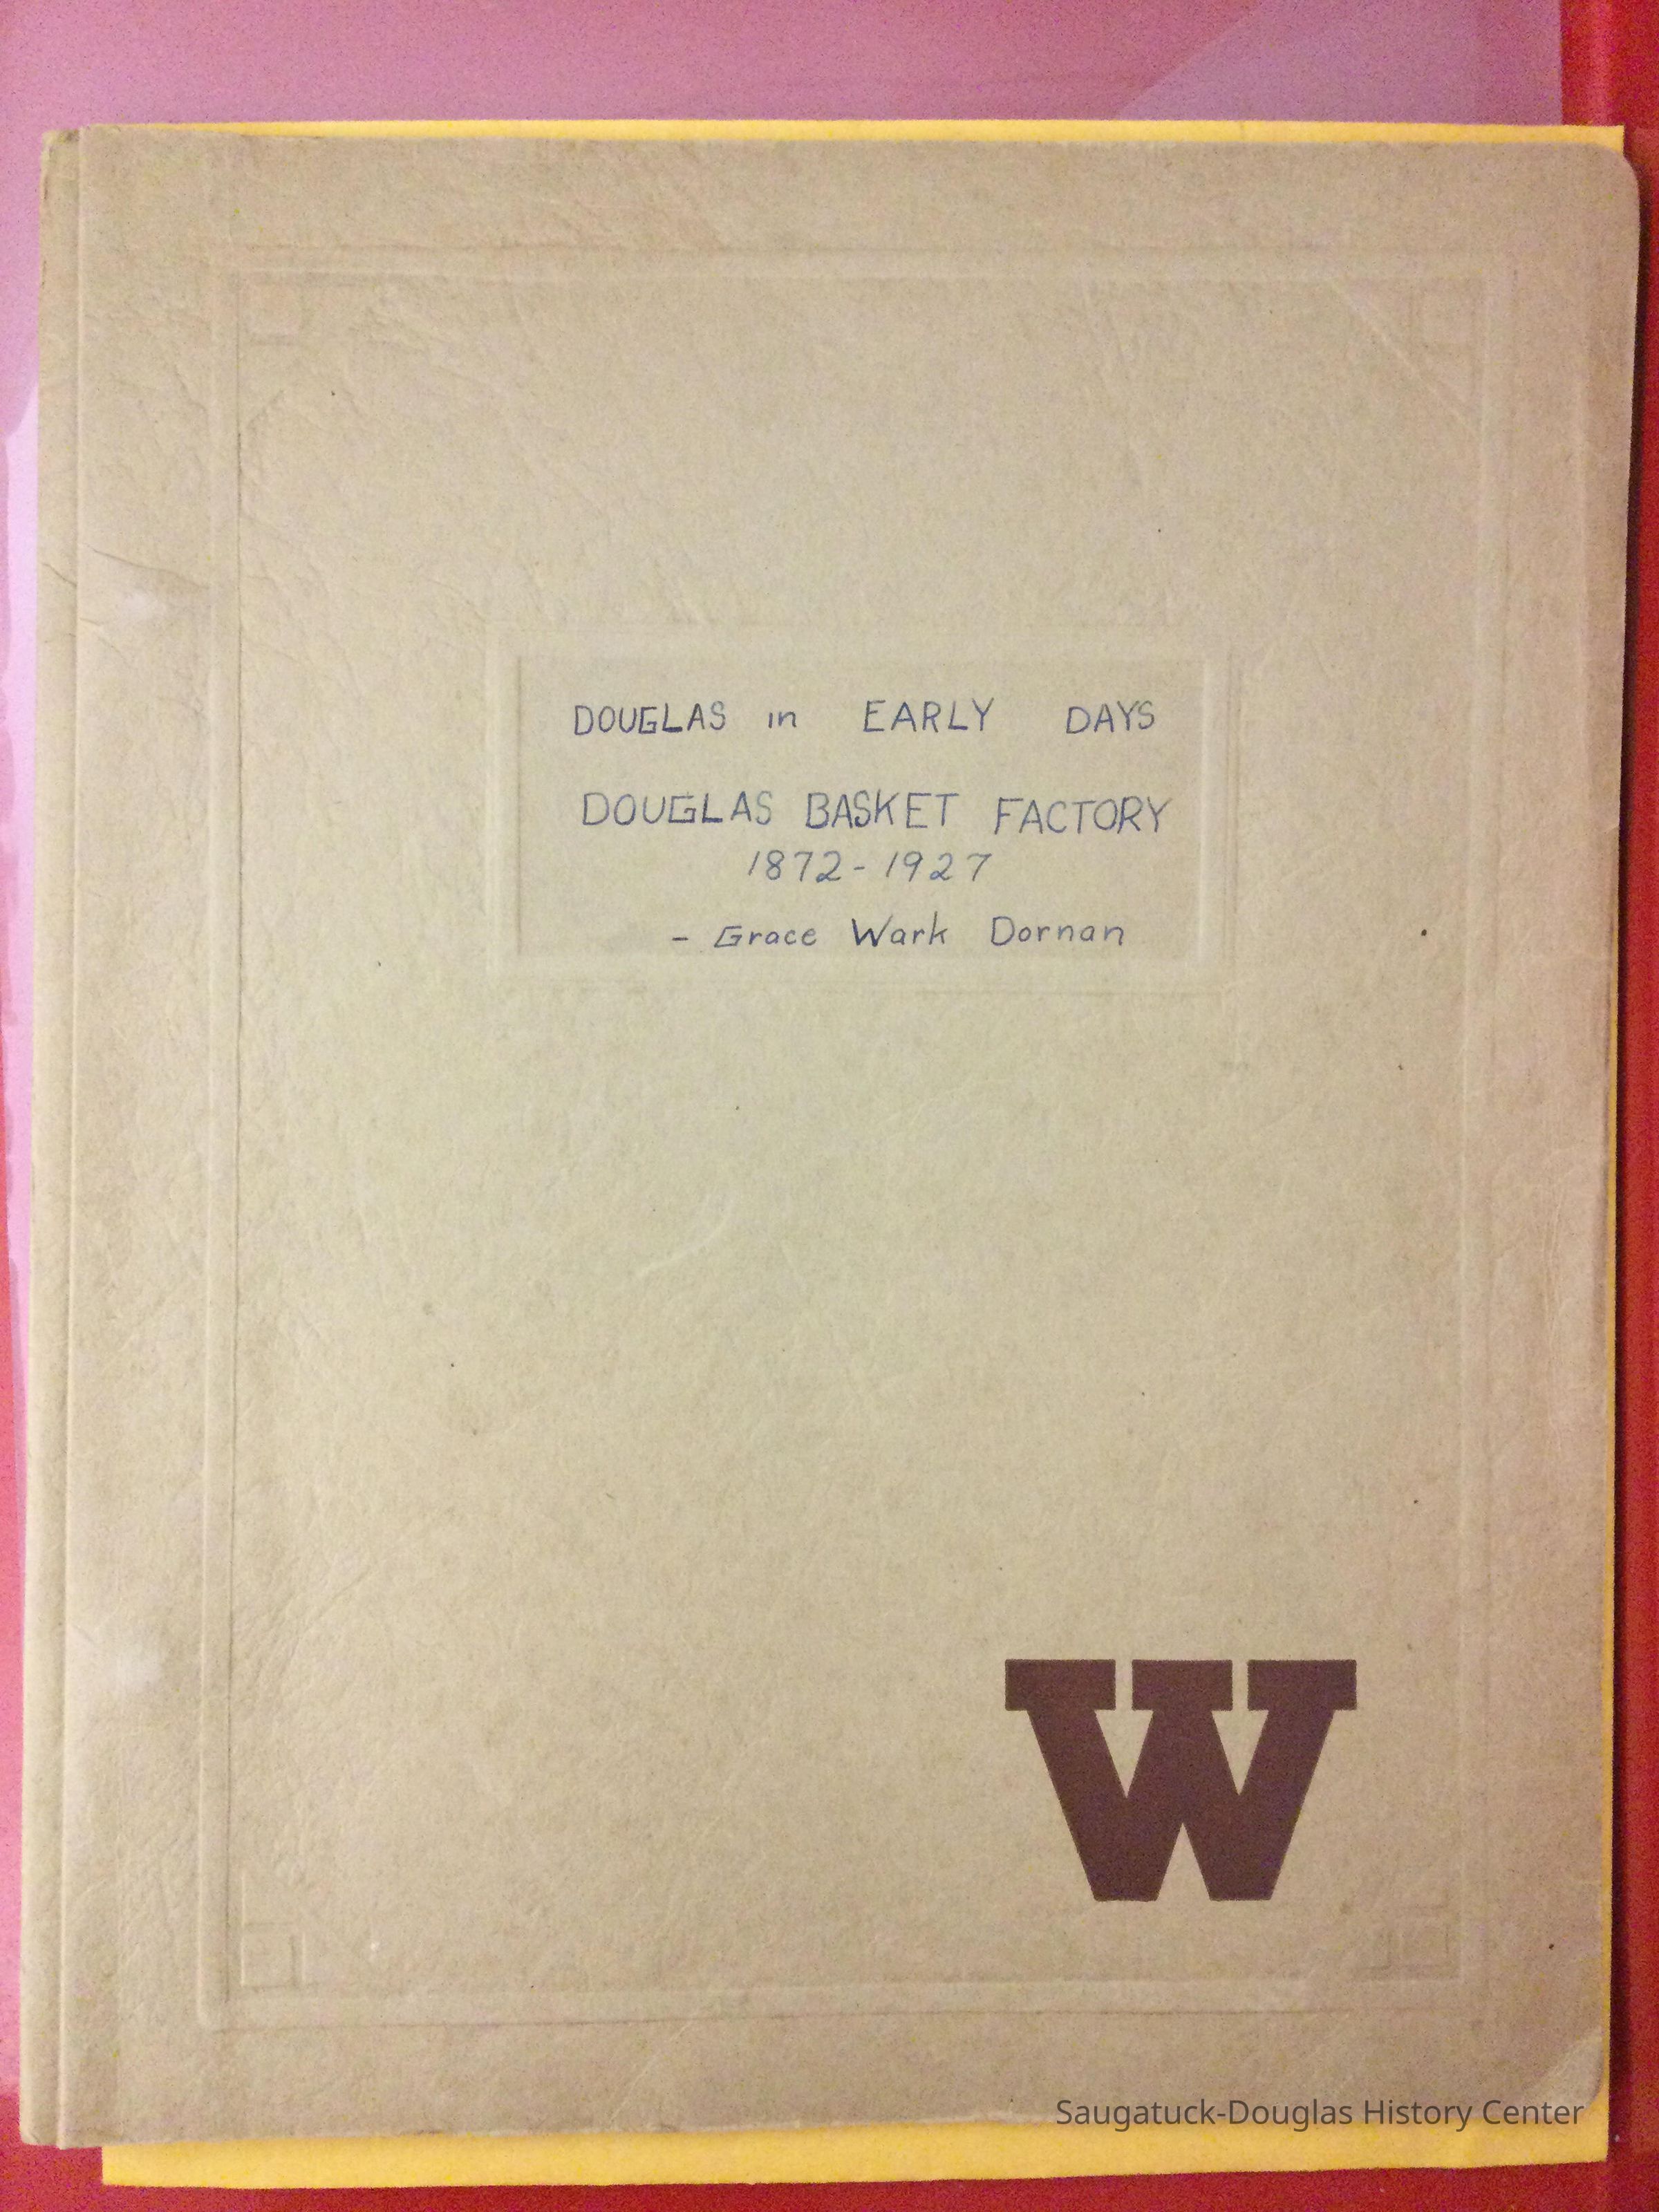 DOUGLAS in EARLY DAYS
DOUGLAS BASKET FACTORY
1872-1927
- Grace Wark Dornan
W
Saugatuck-Douglas History Center